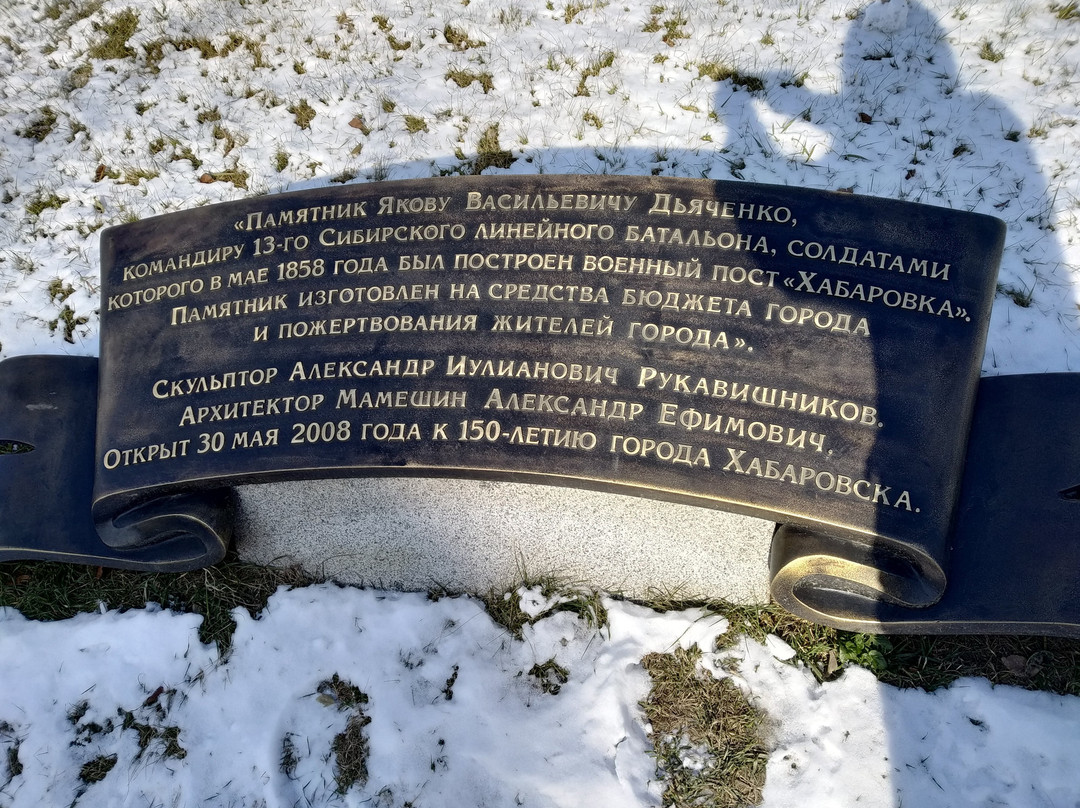 «Памятник Якову Васильевичу Дьяченко,
командиру 13-го Сибирского линейного батальона, солдатами
которого в мае 1858 года был построен военный пост «Хабаровка».
Памятник изготовлен на средства бюджета города
и пожертвования жителей города».
Скульптор Александр Иулианович Рукавишников.
Архитектор Мамешин Александр Ефимович,
Открыт 30 мая 2008 года к 150-летию города Хабаровска.